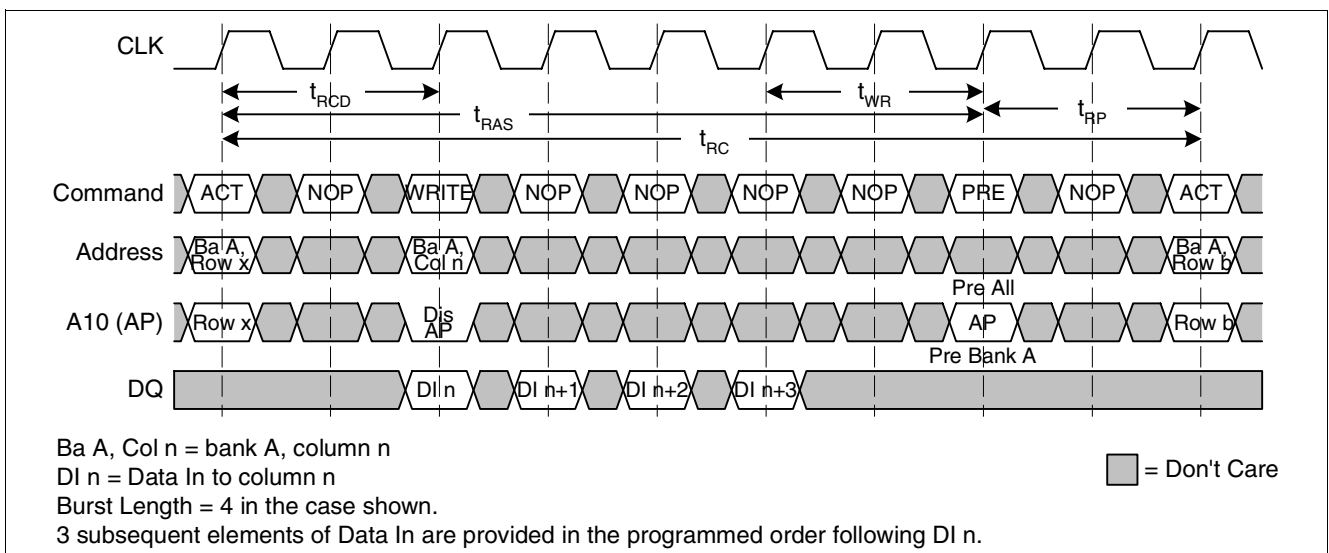 CLK
tRCD
tWR
tRAS
tRP
tRC
Command ACT NOP WRITE NOP NOP NOP NOP PRE NOP ACT
Address Ba A, Row x Ba A, Col n Ba A, Row b
Pre All
A10 (AP) Row x Dis AP AP Row b
Pre Bank A
DQ DI n DI n+1 DI n+2 DI n+3
Ba A, Col n = bank A, column n
DI n = Data In to column n
= Don't Care
Burst Length = 4 in the case shown.
3 subsequent elements of Data In are provided in the programmed order following DI n.